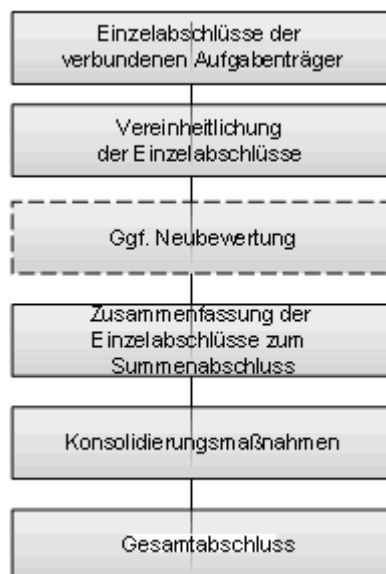 Einzelabschlüsse der
verbundenen Aufgabenträger
Vereinheitlichung
der Einzelabschlüsse
Ggf. Neubewertung
Zusammenfassung der
Einzelabschlüsse zum
Summenabschluss
Konsolidierungsmaßnahmen
Gesamtabschluss